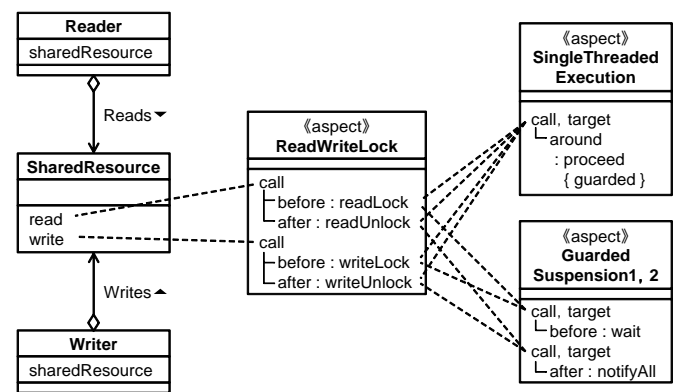 Reader
sharedResource
Reads
SharedResource
read
write
Writes
Writer
sharedResource
《aspect》
ReadWriteLock
call
before : readLock
after : readUnlock
call
before : writeLock
after : writeUnlock
《aspect》
SingleThreaded
Execution
call, target
around
: proceed
{ guarded }
《aspect》
Guarded
Suspension1, 2
call, target
before : wait
call, target
after : notifyAll